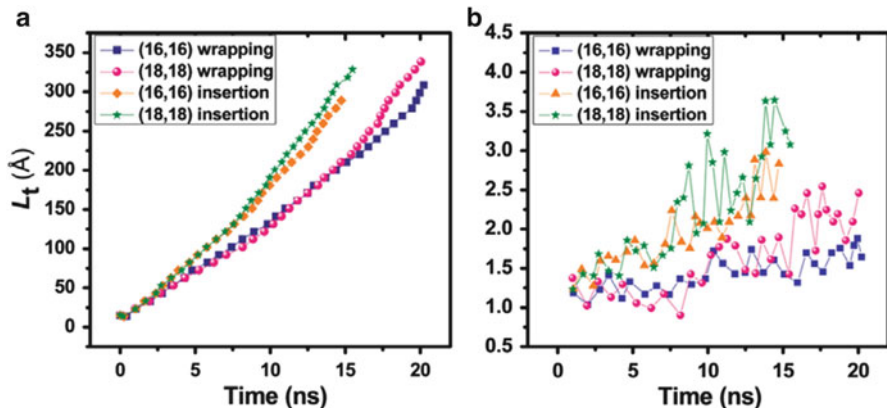 a
350
300
250
200
150
100
50
0
Lt (Å)
(16,16) wrapping
(18,18) wrapping
(16,16) insertion
(18,18) insertion
0 5 10 15 20
Time (ns)
b
4.5
4.0
3.5
3.0
2.5
2.0
1.5
1.0
0.5
(16,16) wrapping
(18,18) wrapping
(16,16) insertion
(18,18) insertion
0 5 10 15 20
Time (ns)